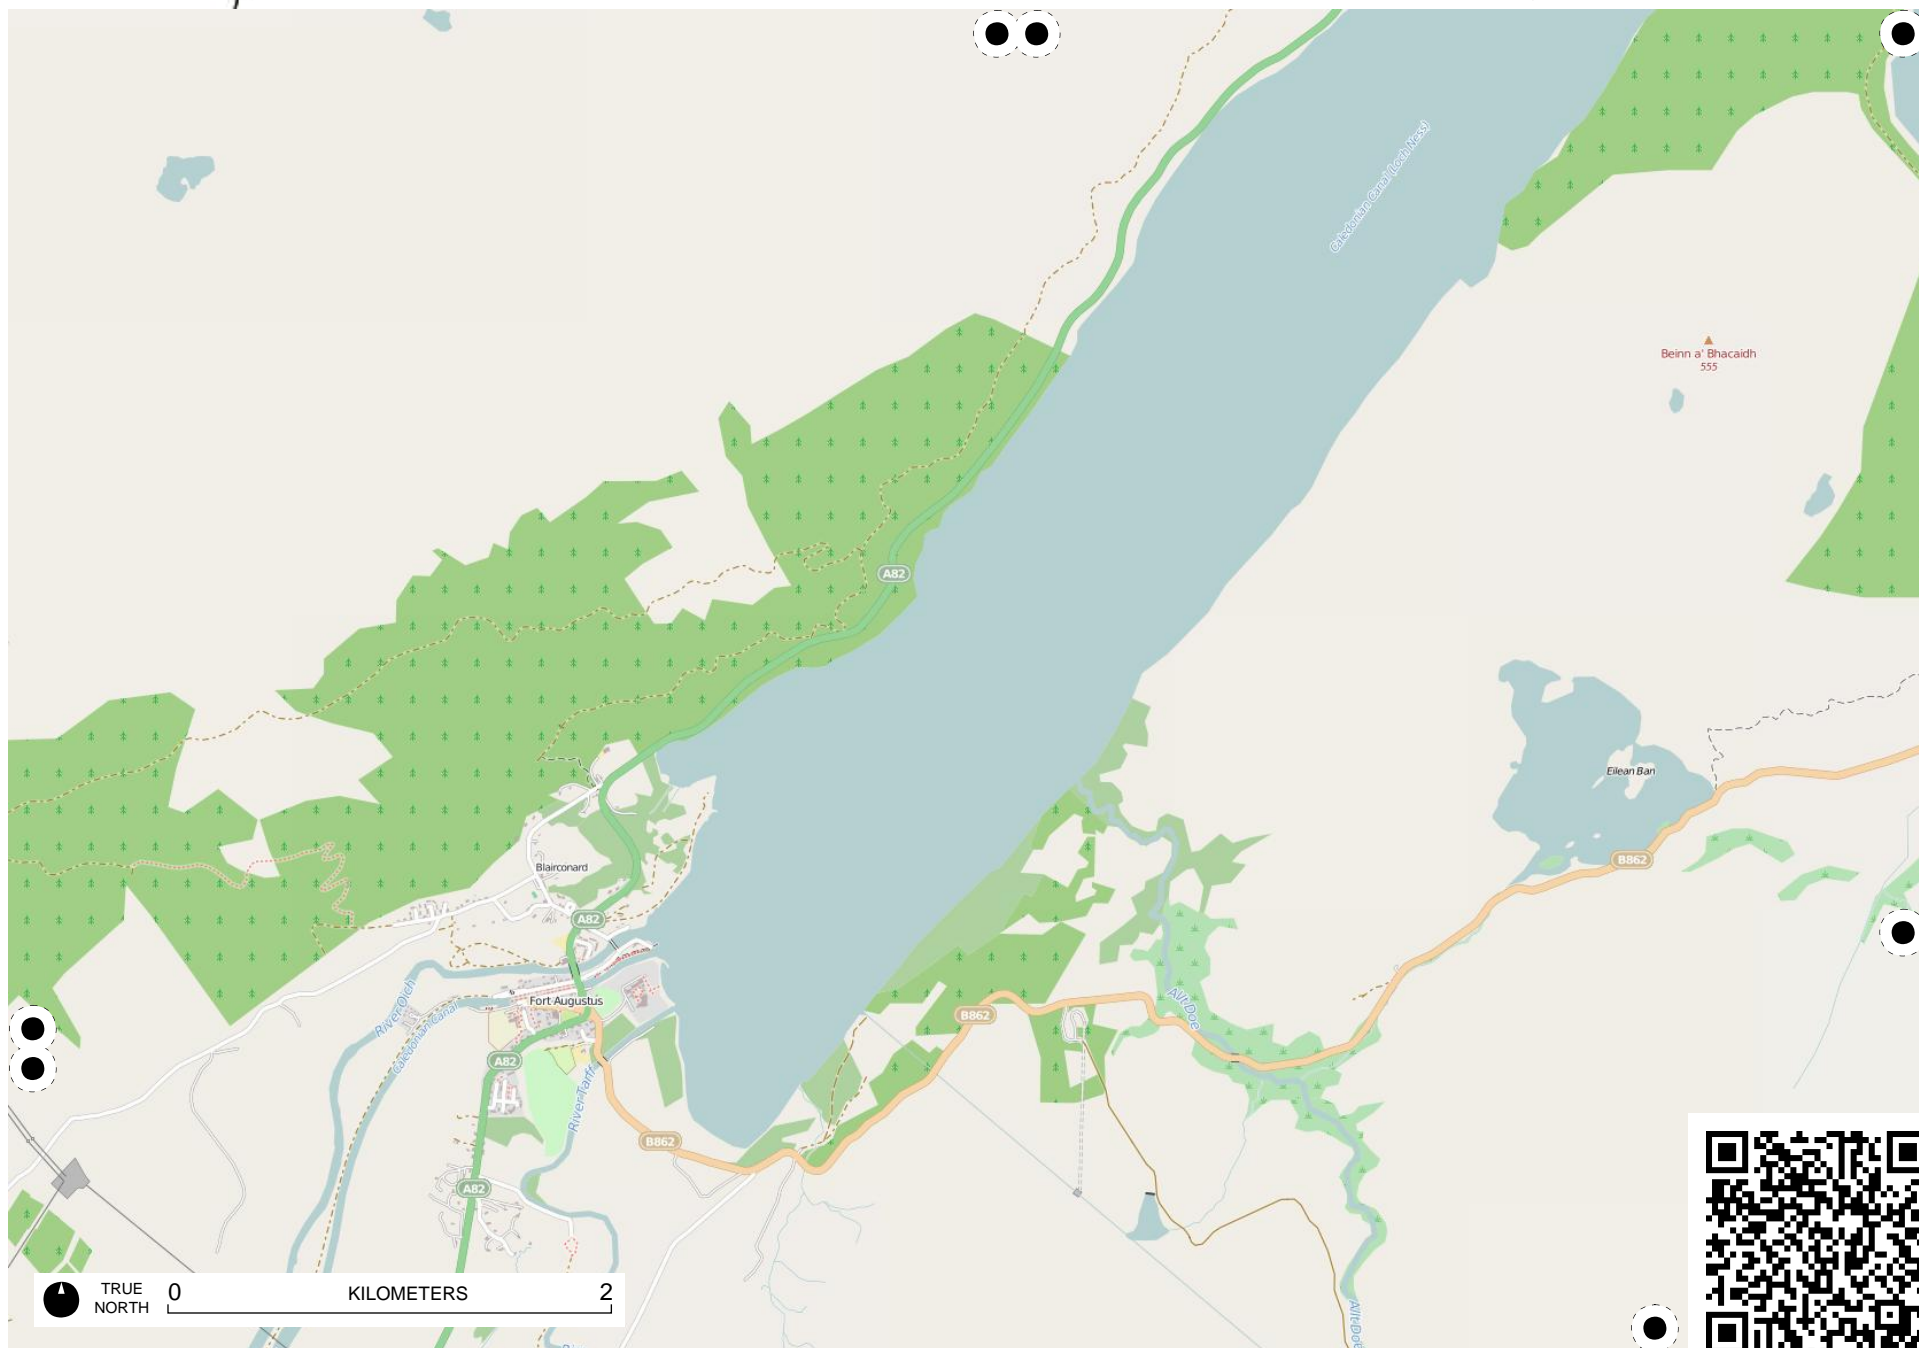 Caledonian Canal (Loch Ness)
Beinn a' Bhacaidh
555
A82
Eilean Ban
B862
Blairconard
A82
Fort Augustus
River Oich
Caledonian Canal
B862
Allt Doe
A82
River Tarff
B862
A82
TRUE
NORTH
0
KILOMETERS
2
Allt Doe